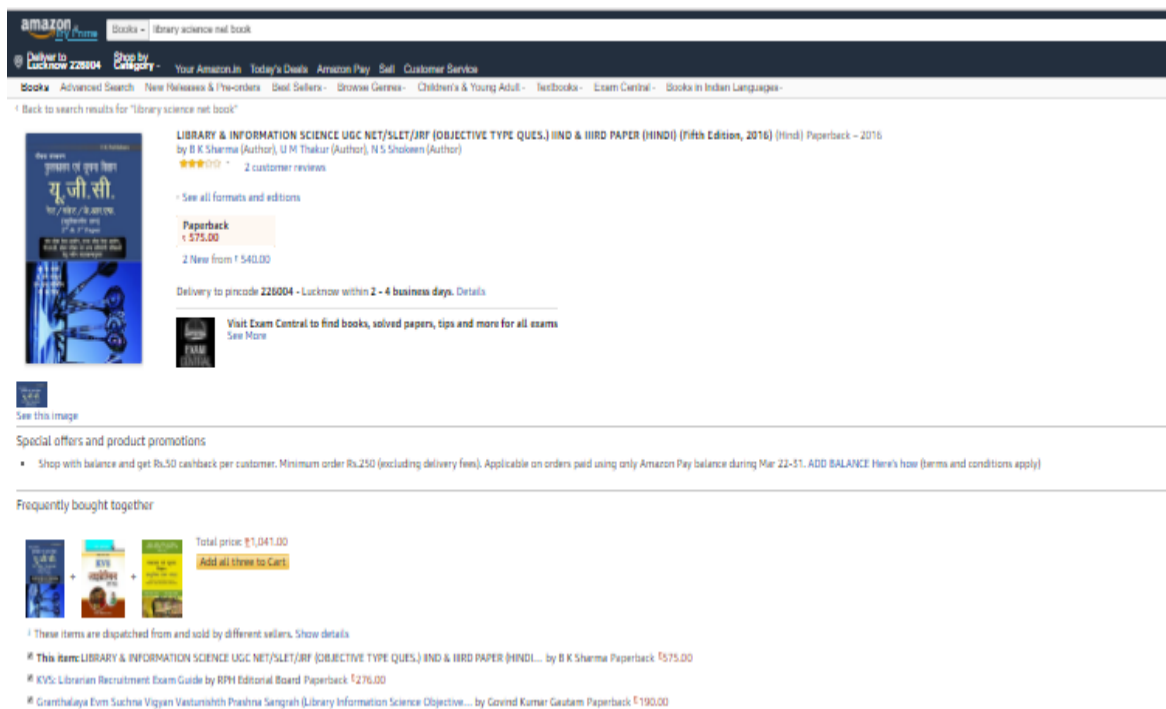 amazon
Try Prime
Books
library science net book
Deliver to
Lucknow 226004
Shop by
Category
Your Amazon.in Today's Deals Amazon Pay Sell Customer Service
Books Advanced Search New Releases & Pre-orders Best Sellers Browse Genres Children's & Young Adult Textbooks Exam Central Books in Indian Languages
‹ Back to search results for "library science net book"
LIBRARY & INFORMATION SCIENCE UGC NET/SLET/JRF (OBJECTIVE TYPE QUES.) IIND & IIIRD PAPER (HINDI) (Fifth Edition, 2016) (Hindi) Paperback – 2016
by B K Sharma (Author), U M Thakur (Author), N S Shokeen (Author)
2 customer reviews
See all formats and editions
Paperback
₹ 575.00
2 New from ₹ 540.00
Delivery to pincode 226004 - Lucknow within 2 - 4 business days. Details
Visit Exam Central to find books, solved papers, tips and more for all exams
See More
EXAM
CENTRAL
पुस्तकालय एवं सूचना विज्ञान
यू.जी.सी.
See this image
Special offers and product promotions
Shop with balance and get Rs.50 cashback per customer. Minimum order Rs.250 (excluding delivery fees). Applicable on orders paid using only Amazon Pay balance during Mar 22-31. ADD BALANCE Here's how (terms and conditions apply)
Frequently bought together
KVS
+ +
Total price: ₹1,041.00
Add all three to Cart
These items are dispatched from and sold by different sellers. Show details
This item: LIBRARY & INFORMATION SCIENCE UGC NET/SLET/JRF (OBJECTIVE TYPE QUES.) IIND & IIIRD PAPER (HINDI... by B K Sharma Paperback ₹575.00
KVS: Librarian Recruitment Exam Guide by RPH Editorial Board Paperback ₹276.00
Granthalaya Evm Suchna Vigyan Vastunishth Prashna Sangrah (Library Information Science Objective... by Govind Kumar Gautam Paperback ₹190.00